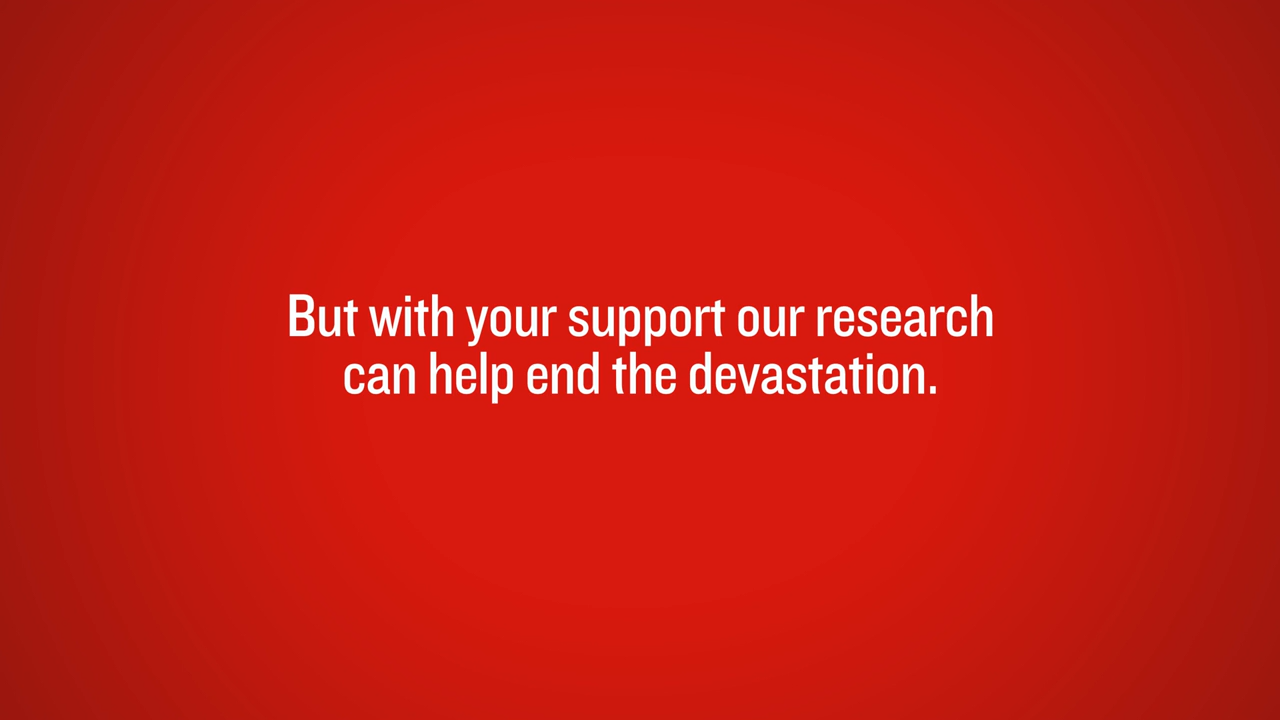 But with your support our research
can help end the devastation.